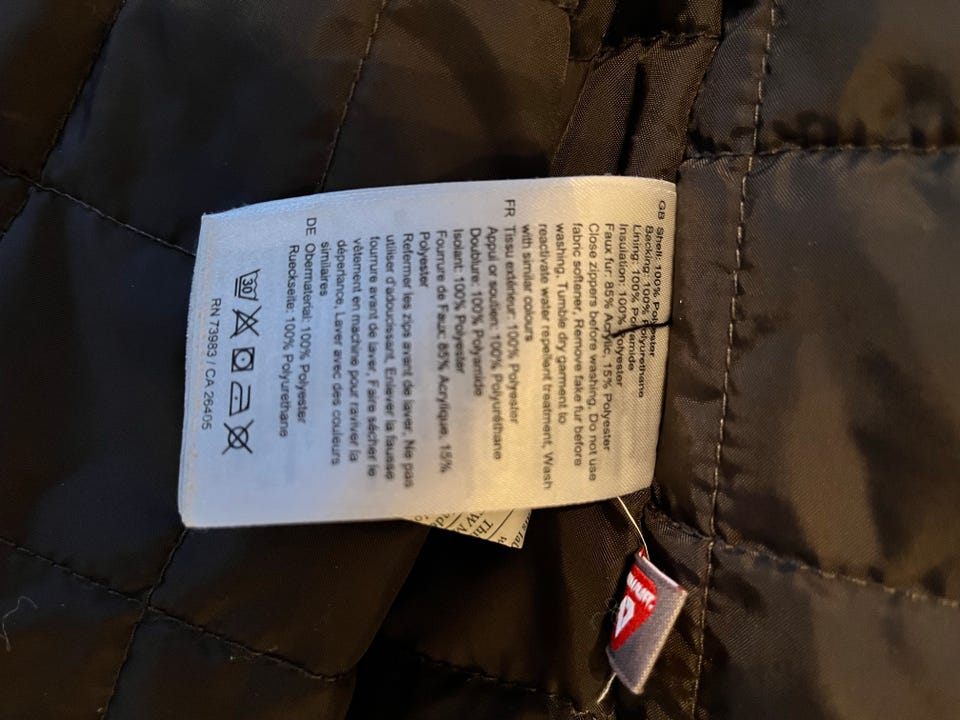 GB Shell: 100% Polyester
Backing: 100% Polyurethane
Lining: 100% Polyamide
Insulation: 100% Polyester
Faux fur: 85% Acrylic, 15% Polyester
Close zippers before washing, Do not use
fabric softener, Remove fake fur before
washing, Tumble dry garment to
reactivate water repellent treatment, Wash
with similar colours
FR Tissu extérieur: 100% Polyester
Appui or soutien: 100% Polyuréthane
Doublure: 100% Polyamide
Isolant: 100% Polyester
Fourrure de Faux: 85% Acrylique, 15%
Polyester
Refermer les zips avant de laver, Ne pas
utiliser d'adoucissant, Enlever la fausse
fourrure avant de laver, Faire sécher le
vêtement en machine pour raviver la
déperlance, Laver avec des couleurs
similaires
DE Obermaterial: 100% Polyester
Rueckseite: 100% Polyurethane
30
RN 73983 / CA 26405